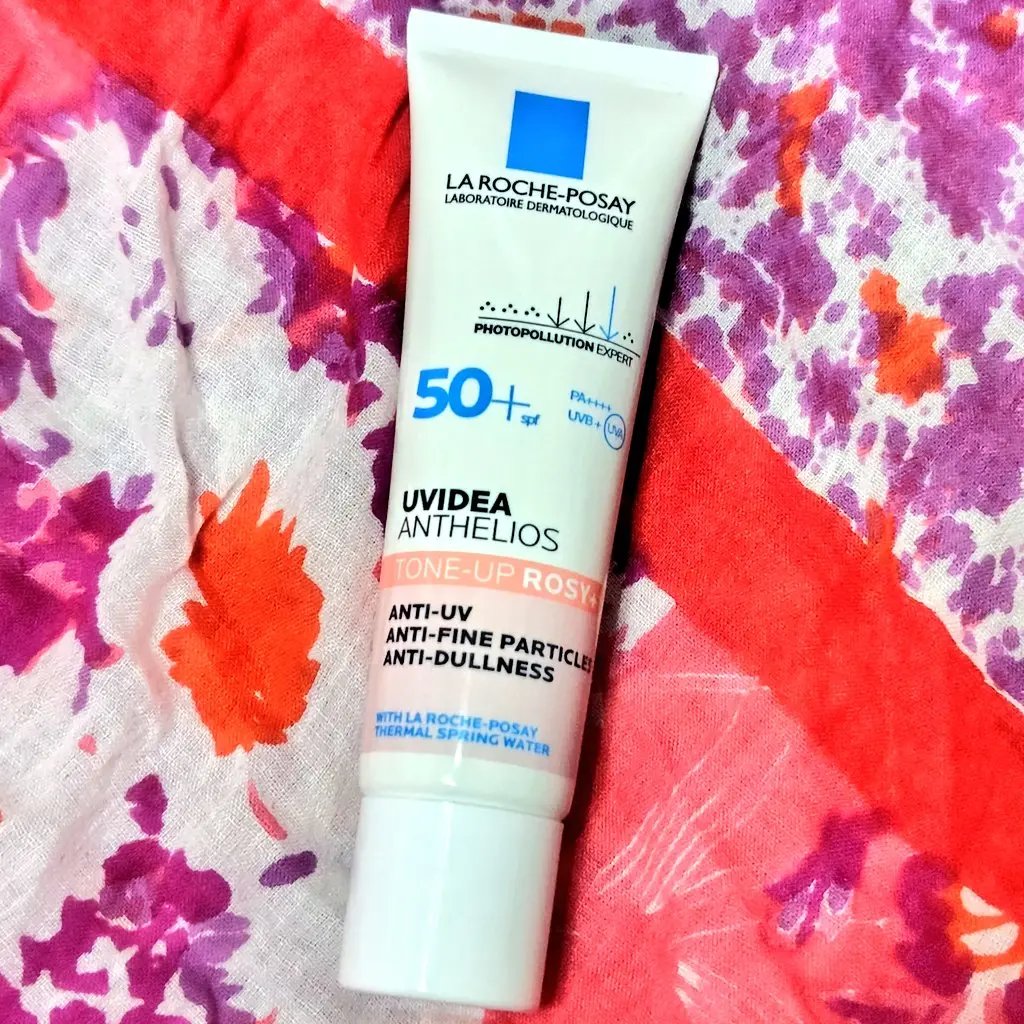 LA ROCHE-POSAY
LABORATOIRE DERMATOLOGIQUE
PHOTOPOLLUTION EXPERT
50+ spf
PA++++
UVB + UVA
UVIDEA
ANTHELIOS
TONE-UP ROSY+
ANTI-UV
ANTI-FINE PARTICLES
ANTI-DULLNESS
WITH LA ROCHE-POSAY
THERMAL SPRING WATER